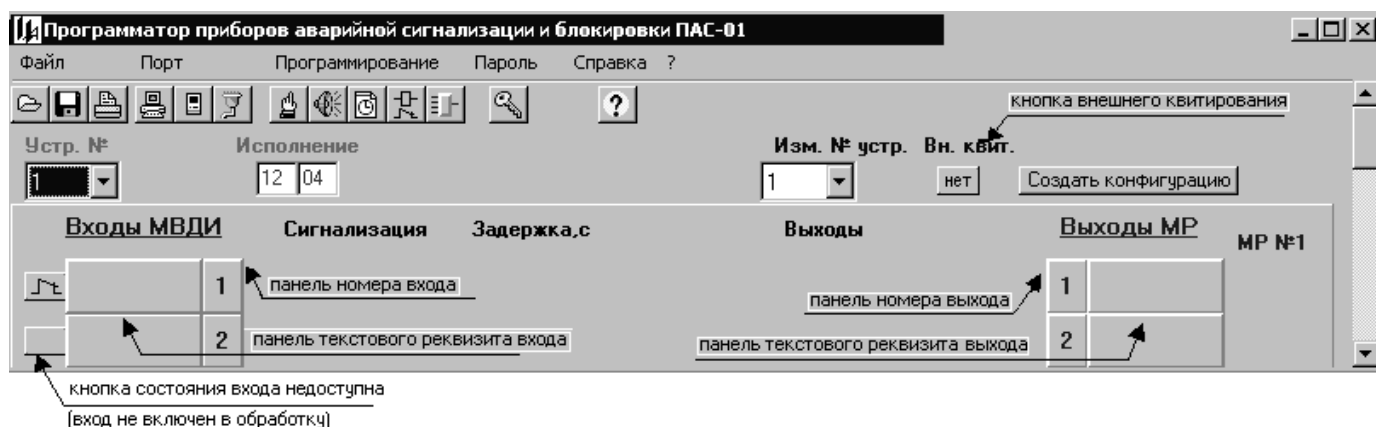 Программатор приборов аварийной сигнализации и блокировки ПАС-01
Файл Порт Программирование Пароль Справка ?
?
кнопка внешнего квитирования
Устр. № Исполнение Изм. № устр. Вн. квит.
1 12 04 1 нет Создать конфигурацию
Входы МВДИ Сигнализация Задержка,с Выходы Выходы МР МР №1
1 панель номера входа панель номера выхода 1
2 панель текстового реквизита входа панель текстового реквизита выхода 2
кнопка состояния входа недоступна
(вход не включен в обработку)